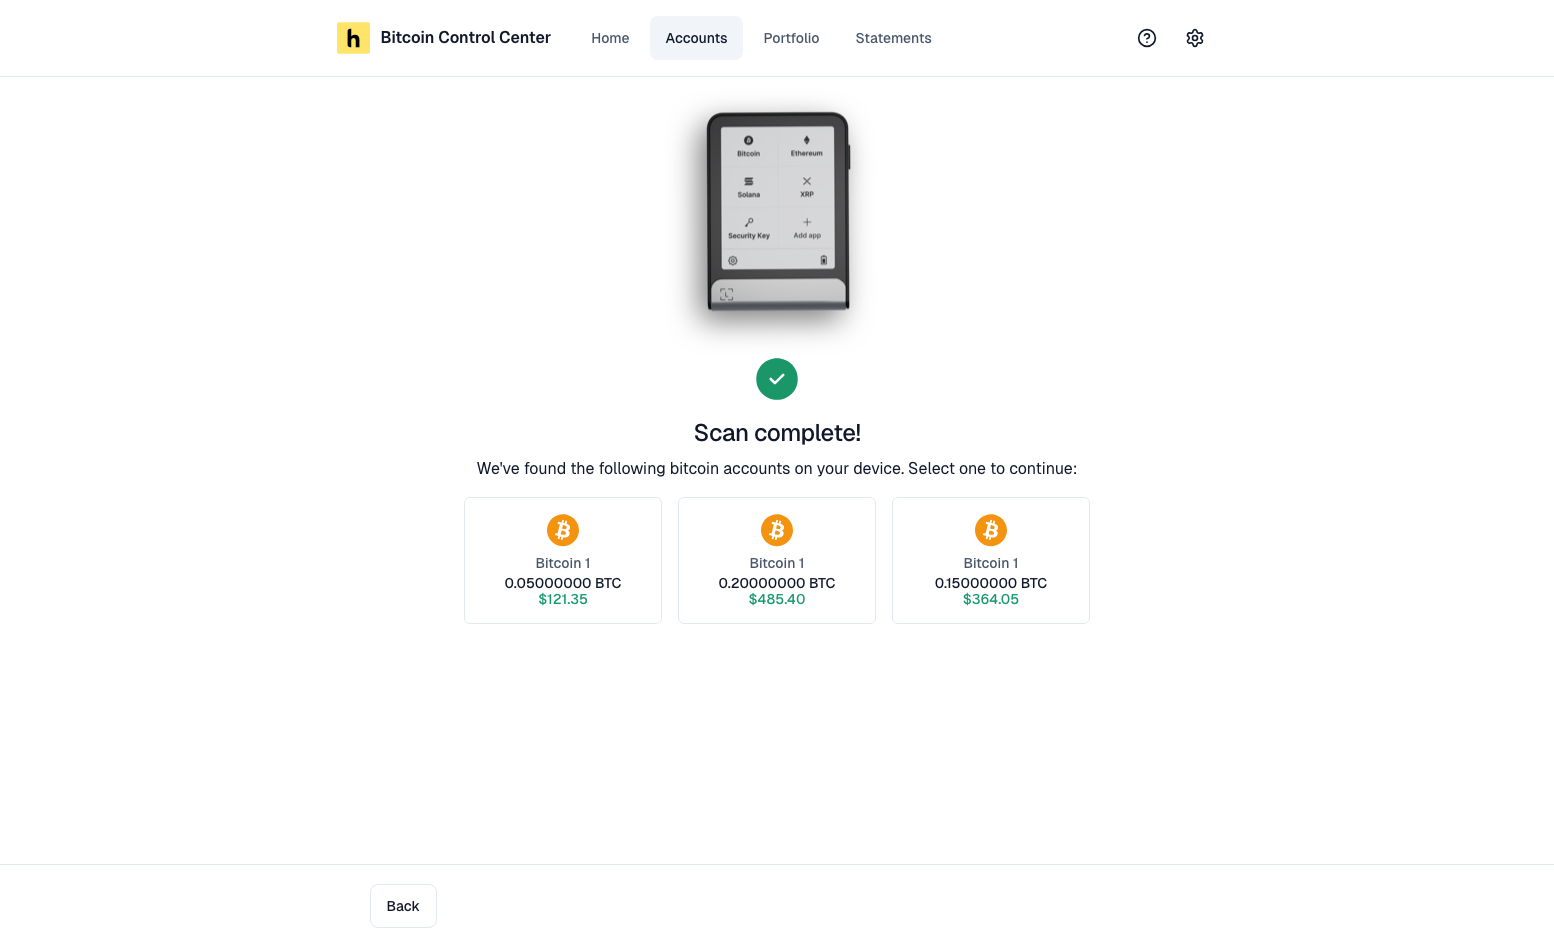 h Bitcoin Control Center Home Accounts Portfolio Statements
Bitcoin Ethereum
Solana XRP
Security Key Add app
Scan complete!
We've found the following bitcoin accounts on your device. Select one to continue:
Bitcoin 1
0.05000000 BTC
$121.35
Bitcoin 1
0.20000000 BTC
$485.40
Bitcoin 1
0.15000000 BTC
$364.05
Back